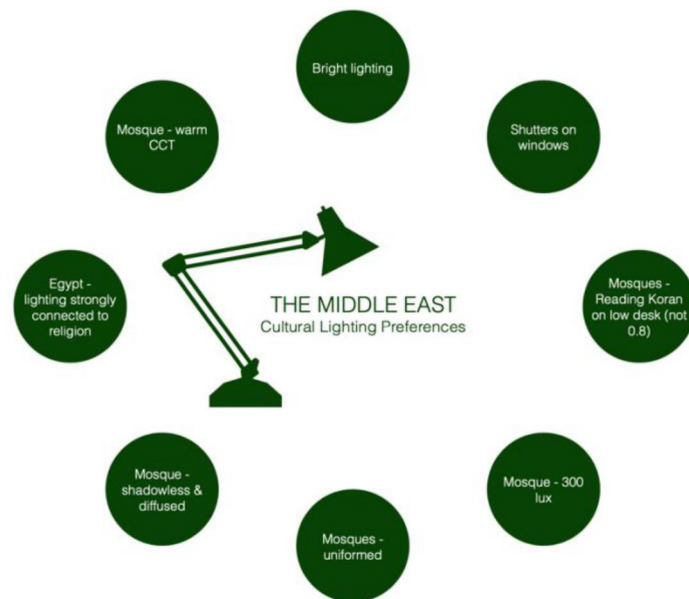 Bright lighting
Mosque - warm
CCT
Shutters on
windows
Egypt -
lighting strongly
connected to
religion
THE MIDDLE EAST
Cultural Lighting Preferences
Mosques -
Reading Koran
on low desk (not
0.8)
Mosque -
shadowless &
diffused
Mosque - 300
lux
Mosques -
uniformed